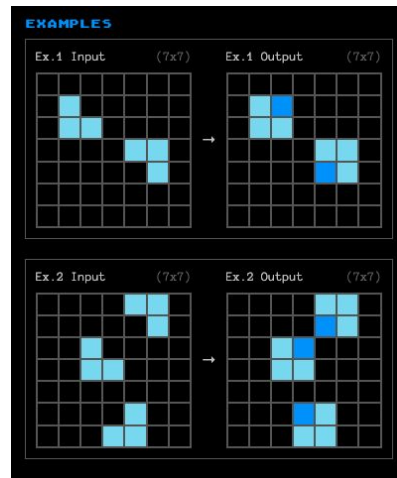 EXAMPLES
Ex.1 Input (7x7) Ex.1 Output (7x7)
→
Ex.2 Input (7x7) Ex.2 Output (7x7)
→